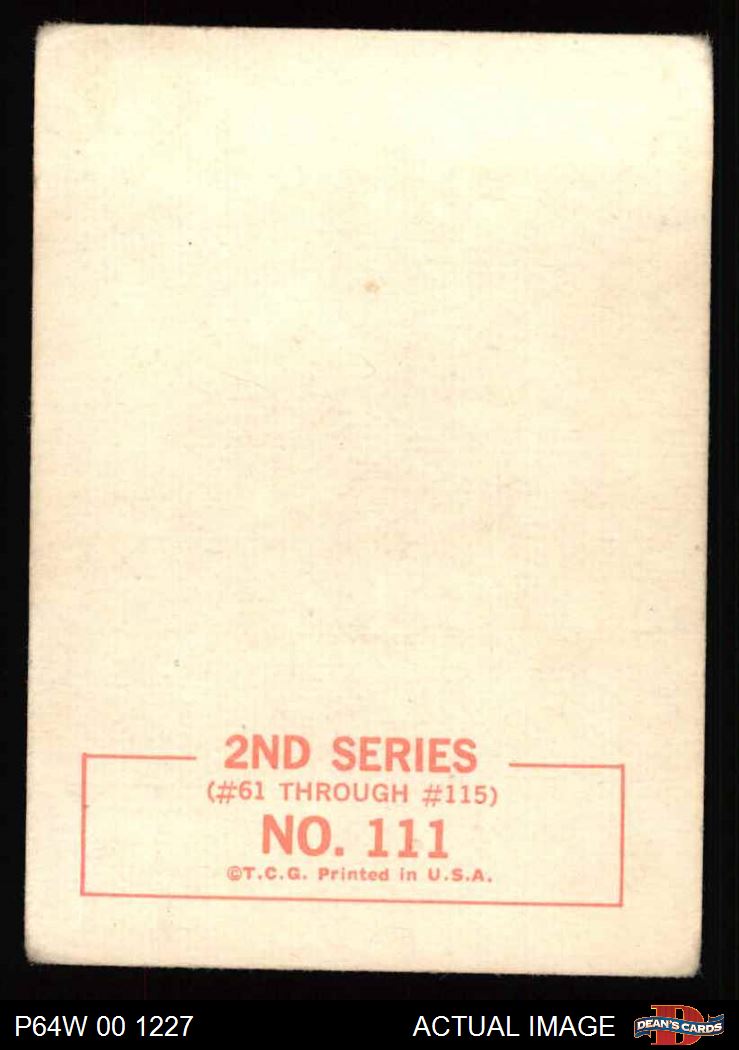 2ND SERIES
(#61 THROUGH #115)
NO. 111
©T.C.G. Printed in U.S.A.
P64W 00 1227
ACTUAL IMAGE
DEAN'S CARDS